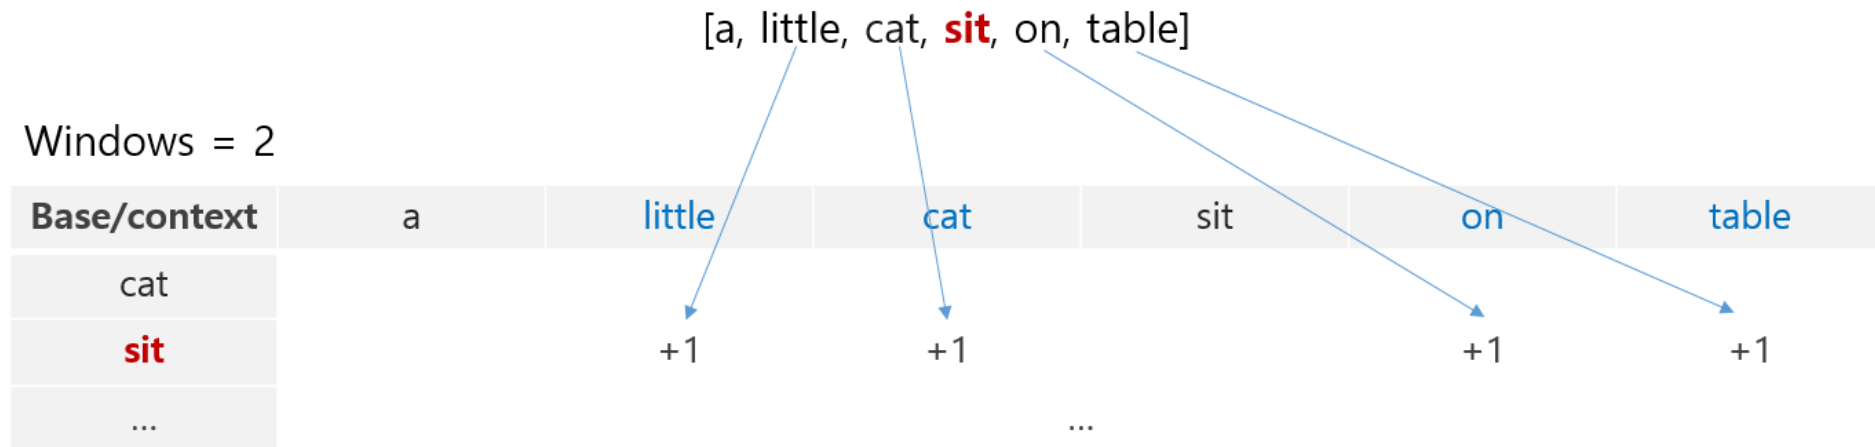 [a, little, cat, sit, on, table]
Windows = 2
Base/context a little cat sit on table
cat
sit +1 +1 +1 +1
... ...